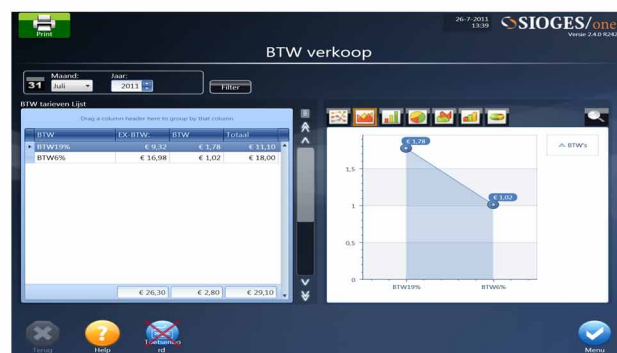 Print
26-7-2011
13:39
SIOGES/one
Versie 2.4.0 R242
BTW verkoop
31
Maand: Jaar:
Juli 2011 Filter
BTW tarieven Lijst
Drag a column header here to group by that column
BTW EX-BTW: BTW Totaal
BTW19% € 9,32 € 1,78 € 11,10
BTW6% € 16,98 € 1,02 € 18,00
€ 26,30 € 2,80 € 29,10
€ 1,78
€ 1,02
BTW's
1,5
1
0,5
0
BTW19% BTW6%
Terug
Help
Toetsenbo
rd
Menu